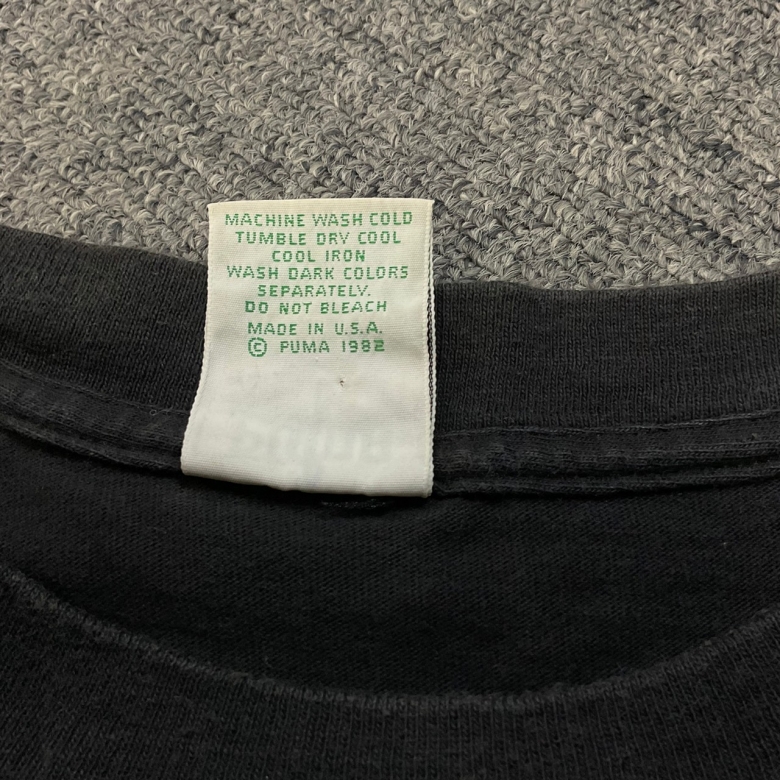 MACHINE WASH COLD
TUMBLE DRY COOL
COOL IRON
WASH DARK COLORS
SEPARATELY.
DO NOT BLEACH
MADE IN U.S.A.
© PUMA 1982